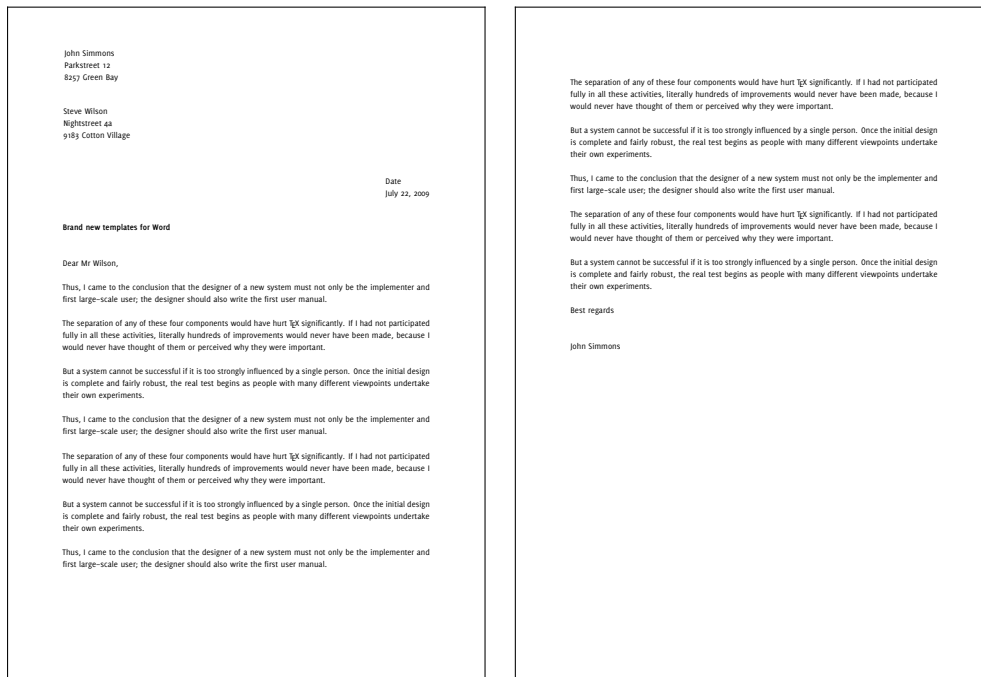 John Simmons
Parkstreet 12
8257 Green Bay
Steve Wilson
Nightstreet 4a
9183 Cotton Village
Date
July 22, 2009
Brand new templates for Word
Dear Mr Wilson,
Thus, I came to the conclusion that the designer of a new system must not only be the implementer and
first large-scale user; the designer should also write the first user manual.
The separation of any of these four components would have hurt TEX significantly. If I had not participated
fully in all these activities, literally hundreds of improvements would never have been made, because I
would never have thought of them or perceived why they were important.
But a system cannot be successful if it is too strongly influenced by a single person. Once the initial design
is complete and fairly robust, the real test begins as people with many different viewpoints undertake
their own experiments.
Thus, I came to the conclusion that the designer of a new system must not only be the implementer and
first large-scale user; the designer should also write the first user manual.
The separation of any of these four components would have hurt TEX significantly. If I had not participated
fully in all these activities, literally hundreds of improvements would never have been made, because I
would never have thought of them or perceived why they were important.
But a system cannot be successful if it is too strongly influenced by a single person. Once the initial design
is complete and fairly robust, the real test begins as people with many different viewpoints undertake
their own experiments.
Thus, I came to the conclusion that the designer of a new system must not only be the implementer and
first large-scale user; the designer should also write the first user manual.
The separation of any of these four components would have hurt TEX significantly. If I had not participated
fully in all these activities, literally hundreds of improvements would never have been made, because I
would never have thought of them or perceived why they were important.
But a system cannot be successful if it is too strongly influenced by a single person. Once the initial design
is complete and fairly robust, the real test begins as people with many different viewpoints undertake
their own experiments.
Thus, I came to the conclusion that the designer of a new system must not only be the implementer and
first large-scale user; the designer should also write the first user manual.
The separation of any of these four components would have hurt TEX significantly. If I had not participated
fully in all these activities, literally hundreds of improvements would never have been made, because I
would never have thought of them or perceived why they were important.
But a system cannot be successful if it is too strongly influenced by a single person. Once the initial design
is complete and fairly robust, the real test begins as people with many different viewpoints undertake
their own experiments.
Best regards
John Simmons